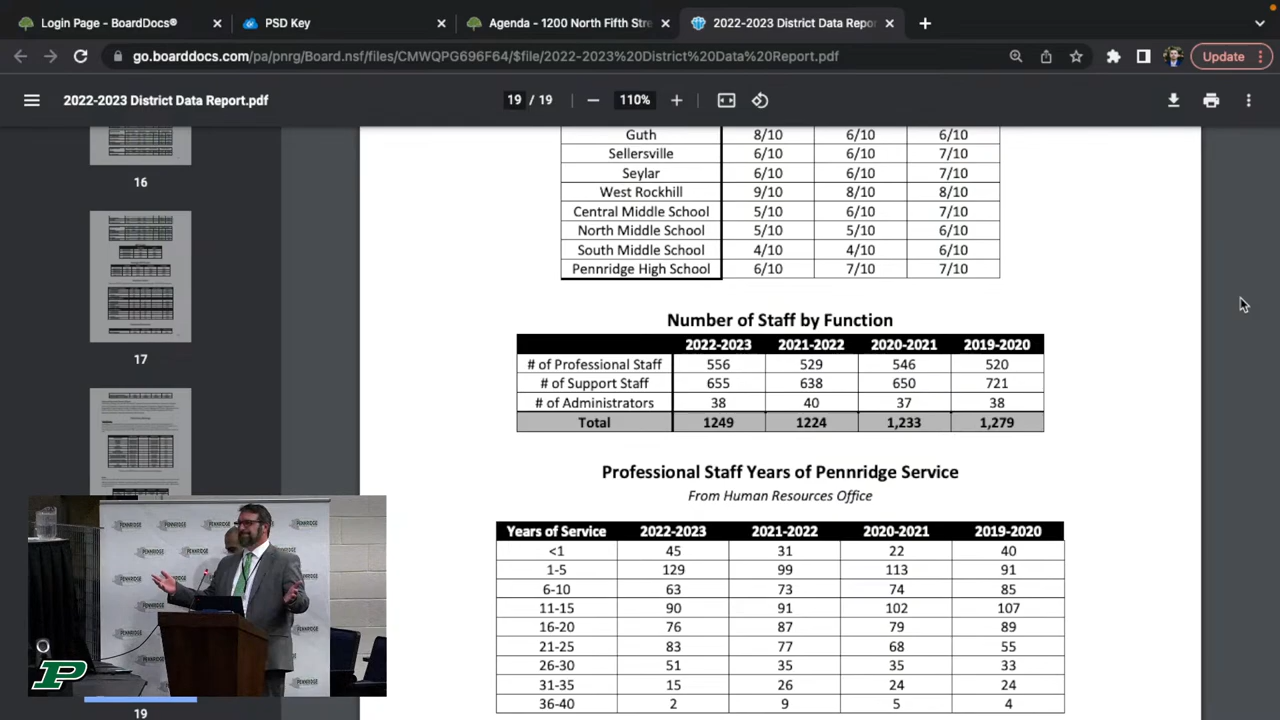 Login Page - BoardDocs® PSD Key Agenda - 1200 North Fifth Stre 2022-2023 District Data Repor
go.boarddocs.com/pa/pnrg/Board.nsf/files/CMWQPG696F64/$file/2022-2023%20District%20Data%20Report.pdf Update
2022-2023 District Data Report.pdf 19 / 19 110%
16
17
19
Guth 8/10 6/10 6/10
Sellersville 6/10 6/10 7/10
Seylar 6/10 6/10 7/10
West Rockhill 9/10 8/10 8/10
Central Middle School 5/10 6/10 7/10
North Middle School 5/10 5/10 6/10
South Middle School 4/10 4/10 6/10
Pennridge High School 6/10 7/10 7/10
Number of Staff by Function
2022-2023 2021-2022 2020-2021 2019-2020
# of Professional Staff 556 529 546 520
# of Support Staff 655 638 650 721
# of Administrators 38 40 37 38
Total 1249 1224 1,233 1,279
Professional Staff Years of Pennridge Service
From Human Resources Office
Years of Service 2022-2023 2021-2022 2020-2021 2019-2020
<1 45 31 22 40
1-5 129 99 113 91
6-10 63 73 74 85
11-15 90 91 102 107
16-20 76 87 79 89
21-25 83 77 68 55
26-30 51 35 35 33
31-35 15 26 24 24
36-40 2 9 5 4
PENNRIDGE
P